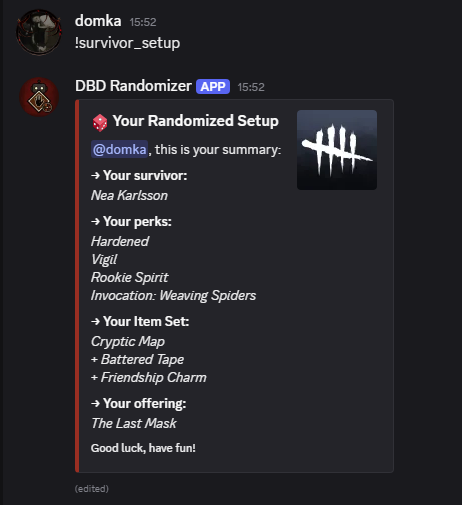 domka 15:52
!survivor_setup
DBD Randomizer APP 15:52
Your Randomized Setup
@domka, this is your summary:
→ Your survivor:
Nea Karlsson
→ Your perks:
Hardened
Vigil
Rookie Spirit
Invocation: Weaving Spiders
→ Your Item Set:
Cryptic Map
+ Battered Tape
+ Friendship Charm
→ Your offering:
The Last Mask
Good luck, have fun!
(edited)